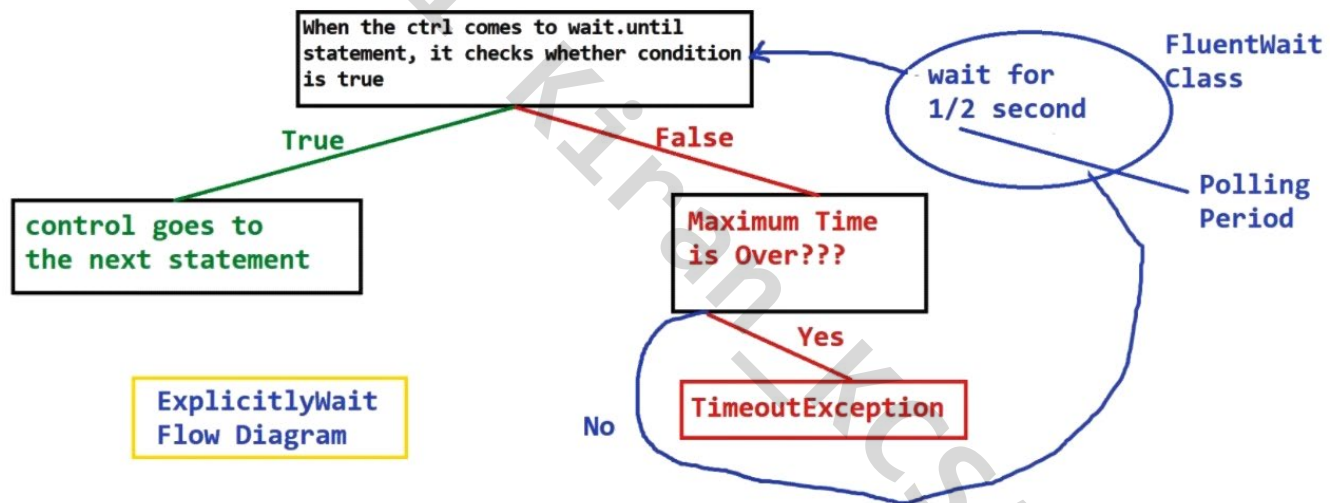 When the ctrl comes to wait.until
statement, it checks whether condition
is true
FluentWait
Class
wait for
1/2 second
True
False
Polling
Period
control goes to
the next statement
Maximum Time
is Over???
Yes
ExplicitlyWait
Flow Diagram
TimeoutException
No
Kiran_KCS